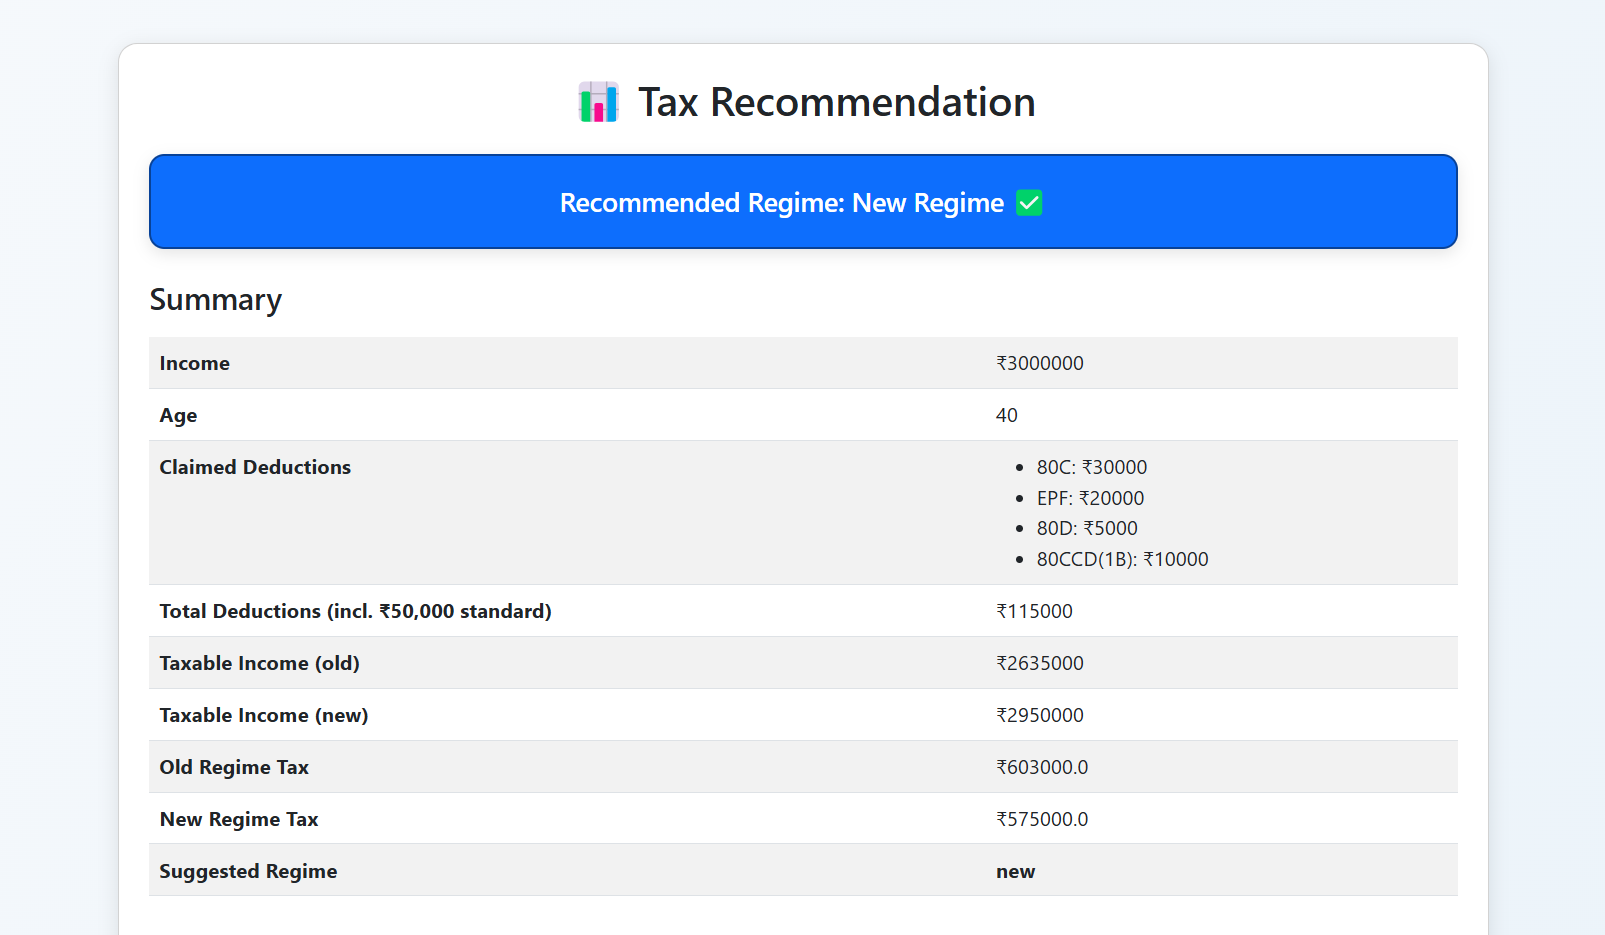 📊 Tax Recommendation
Recommended Regime: New Regime ✅
Summary
Income ₹3000000
Age 40
Claimed Deductions • 80C: ₹30000
• EPF: ₹20000
• 80D: ₹5000
• 80CCD(1B): ₹10000
Total Deductions (incl. ₹50,000 standard) ₹115000
Taxable Income (old) ₹2635000
Taxable Income (new) ₹2950000
Old Regime Tax ₹603000.0
New Regime Tax ₹575000.0
Suggested Regime new